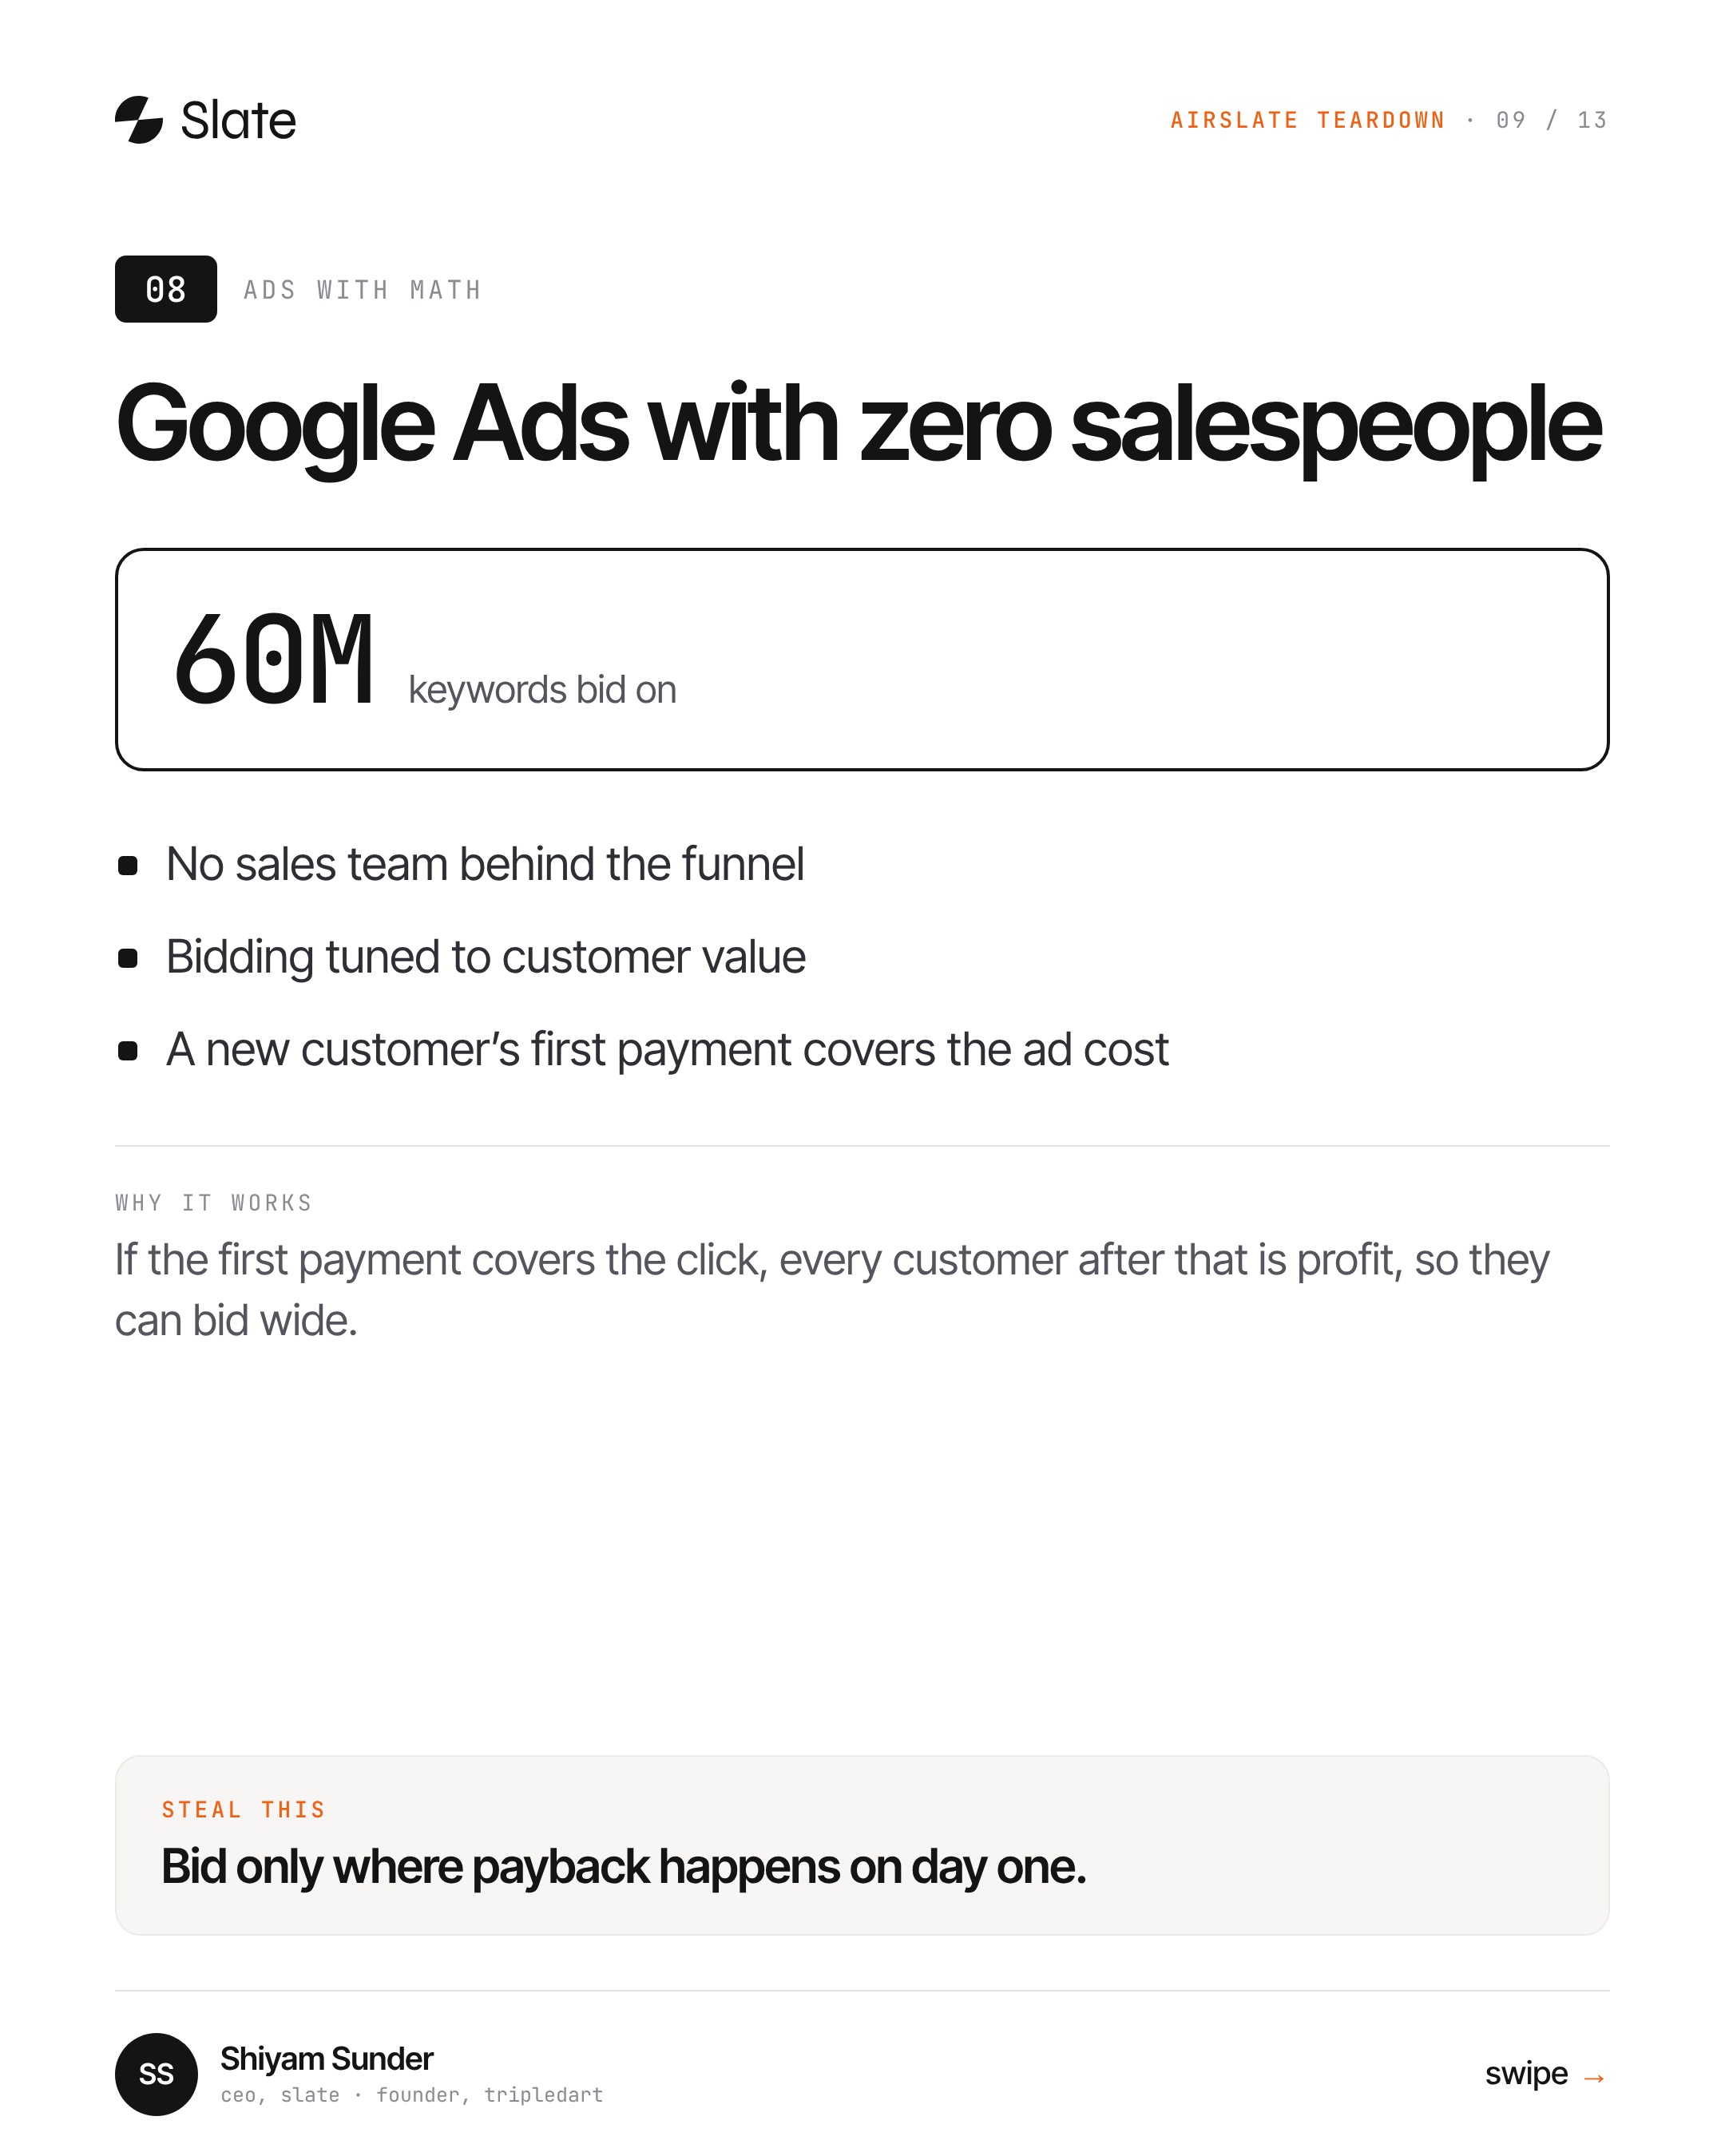 Slate
AIRSLATE TEARDOWN · 09 / 13
08 ADS WITH MATH
Google Ads with zero salespeople
60M keywords bid on
No sales team behind the funnel
Bidding tuned to customer value
A new customer’s first payment covers the ad cost
WHY IT WORKS
If the first payment covers the click, every customer after that is profit, so they
can bid wide.
STEAL THIS
Bid only where payback happens on day one.
SS
Shiyam Sunder
ceo, slate · founder, tripledart
swipe →